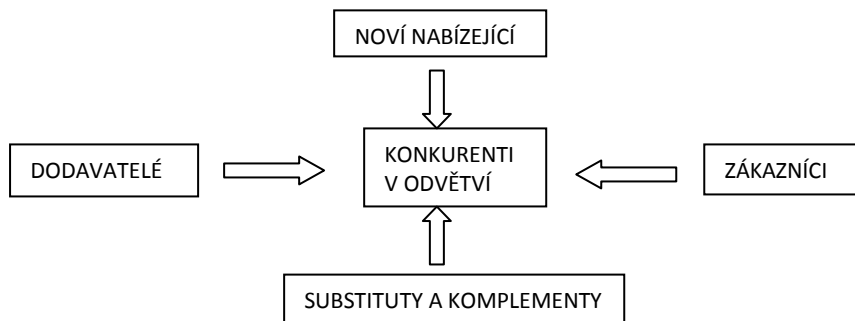 NOVÍ NABÍZEJÍCÍ
DODAVATELÉ
KONKURENTI
V ODVĚTVÍ
ZÁKAZNÍCI
SUBSTITUTY A KOMPLEMENTY